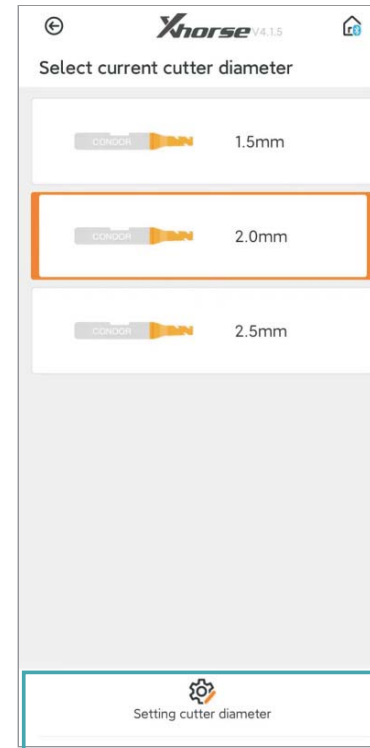 Xhorse V4.1.5
Select current cutter diameter
CONDOR 1.5mm
CONDOR 2.0mm
CONDOR 2.5mm
Setting cutter diameter